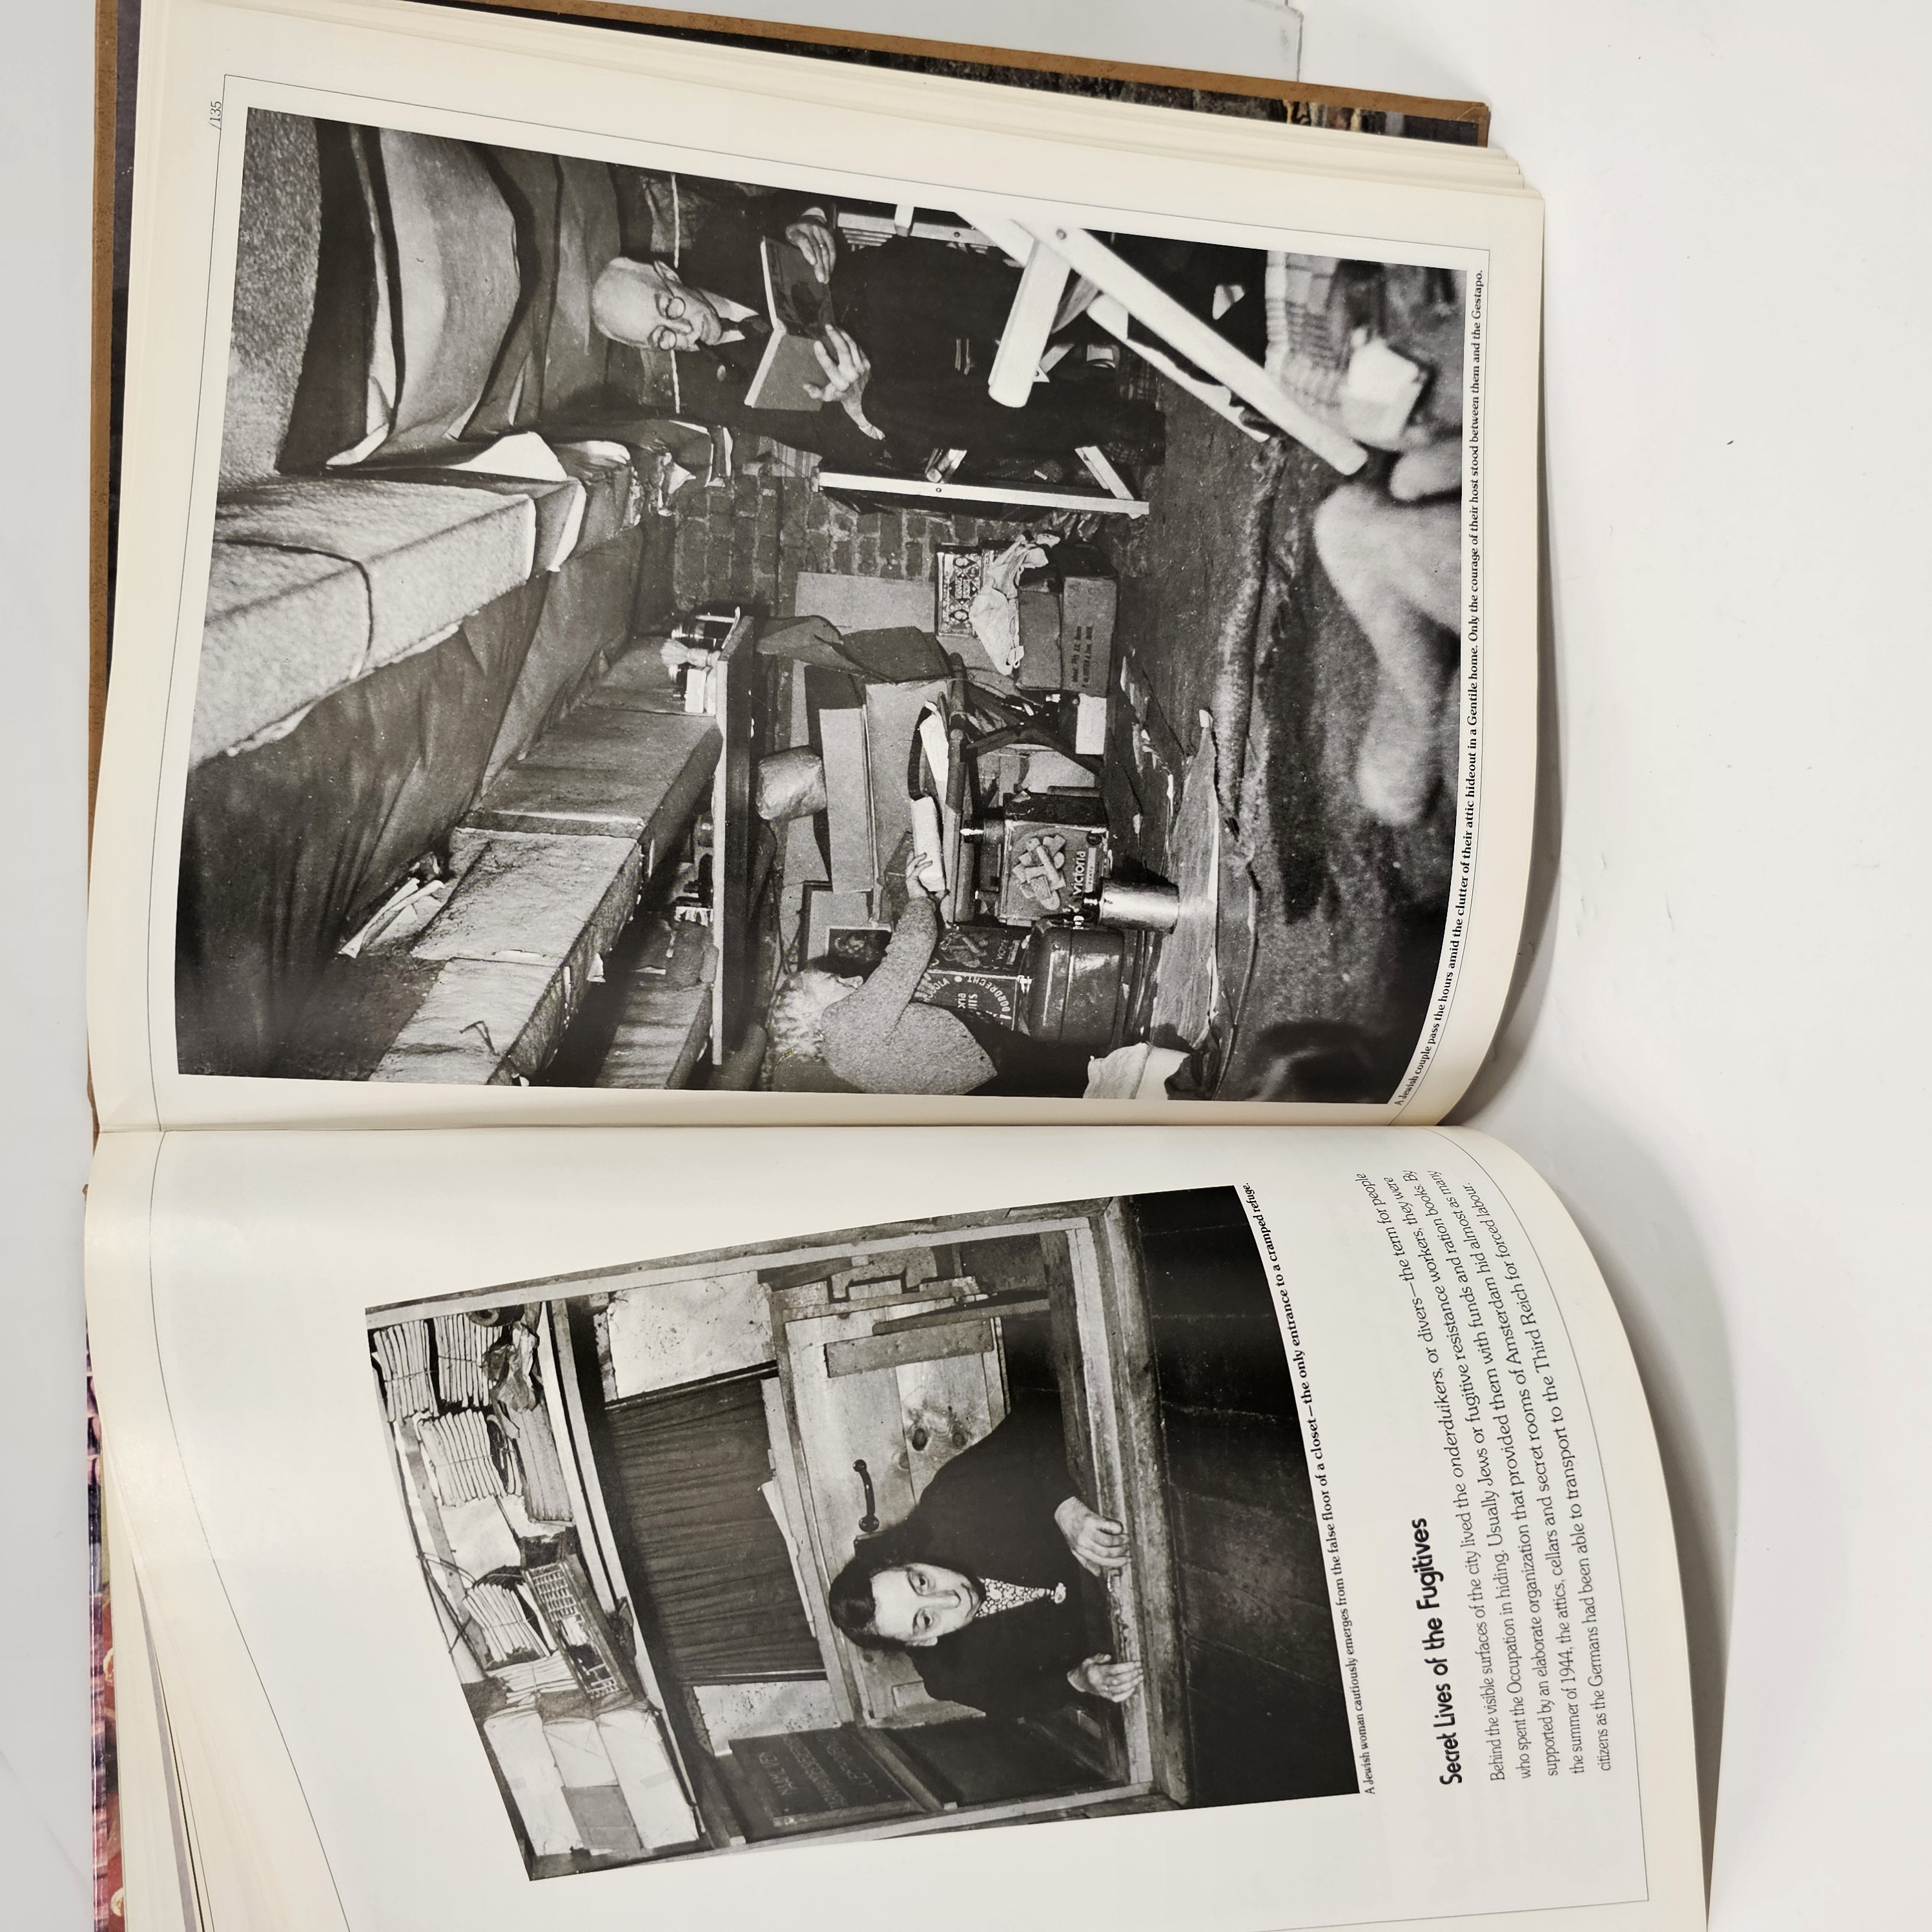 A Jewish woman cautiously emerges from the false floor of a closet—the only entrance to a cramped refuge.
Secret Lives of the Fugitives
Behind the visible surfaces of the city lived the onderduikers, or divers—the term for people
who spent the Occupation in hiding. Usually Jews or fugitive resistance workers, they were
supported by an elaborate organization that provided them with funds and ration books. By
the summer of 1944, the attics, cellars and secret rooms of Amsterdam hid almost as many
citizens as the Germans had been able to transport to the Third Reich for forced labour.
/135
DORDRECHT
Victoria
A Jewish couple pass the hours amid the clutter of their attic hideout in a Gentile home. Only the courage of their host stood between them and the Gestapo.